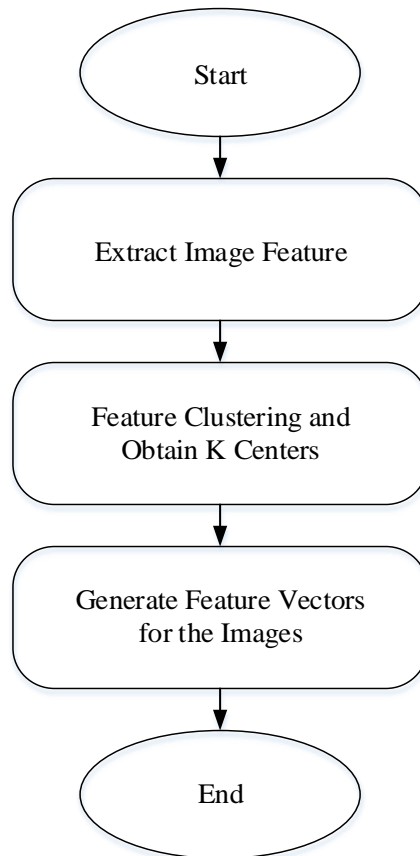 Start
Extract Image Feature
Feature Clustering and
Obtain K Centers
Generate Feature Vectors
for the Images
End